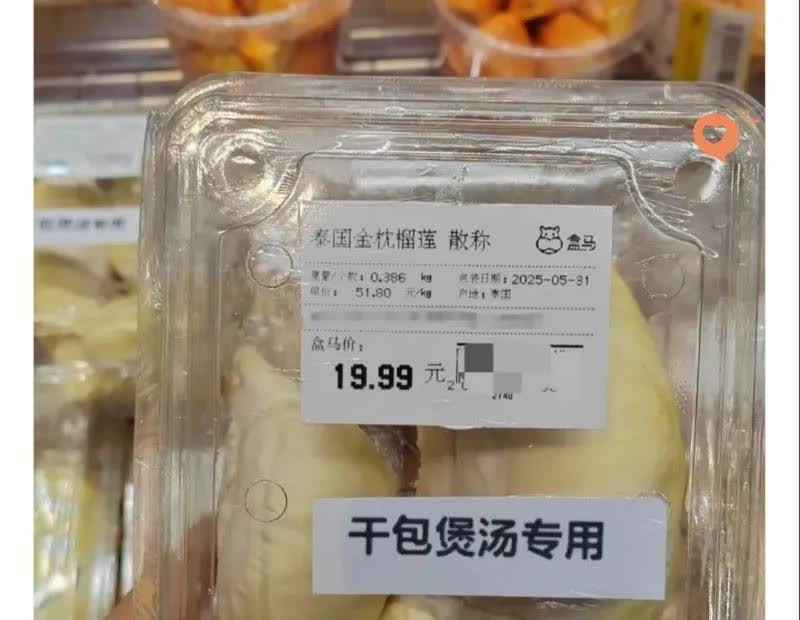 泰国金枕榴莲 散称
盒马
重量/个数: 0.386 kg 包装日期: 2025-05-31
单价: 51.80 元/kg 产地: 泰国
盒马价:
19.99 元
干包煲汤专用